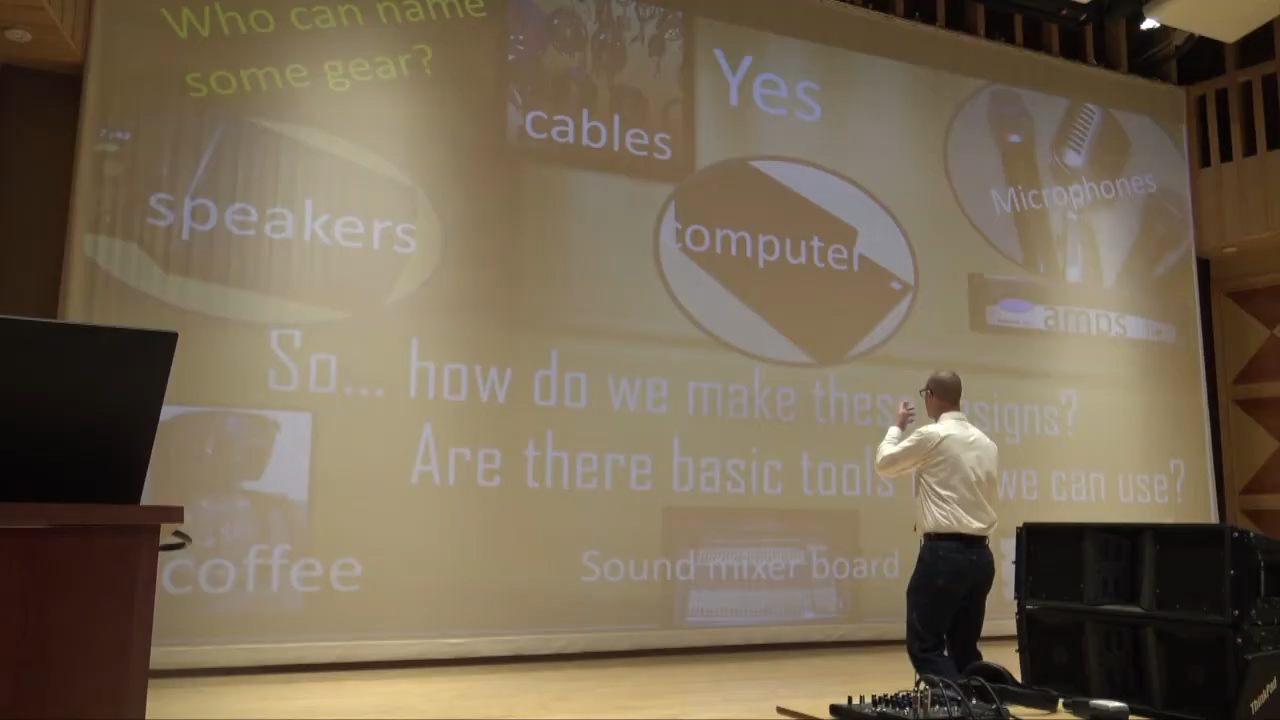 Who can name
some gear?
cables
Yes
speakers
computer
Microphones
amps
So... how do we make these
Are there basic tools we can use?
coffee
Sound mixer board
ThinkPad